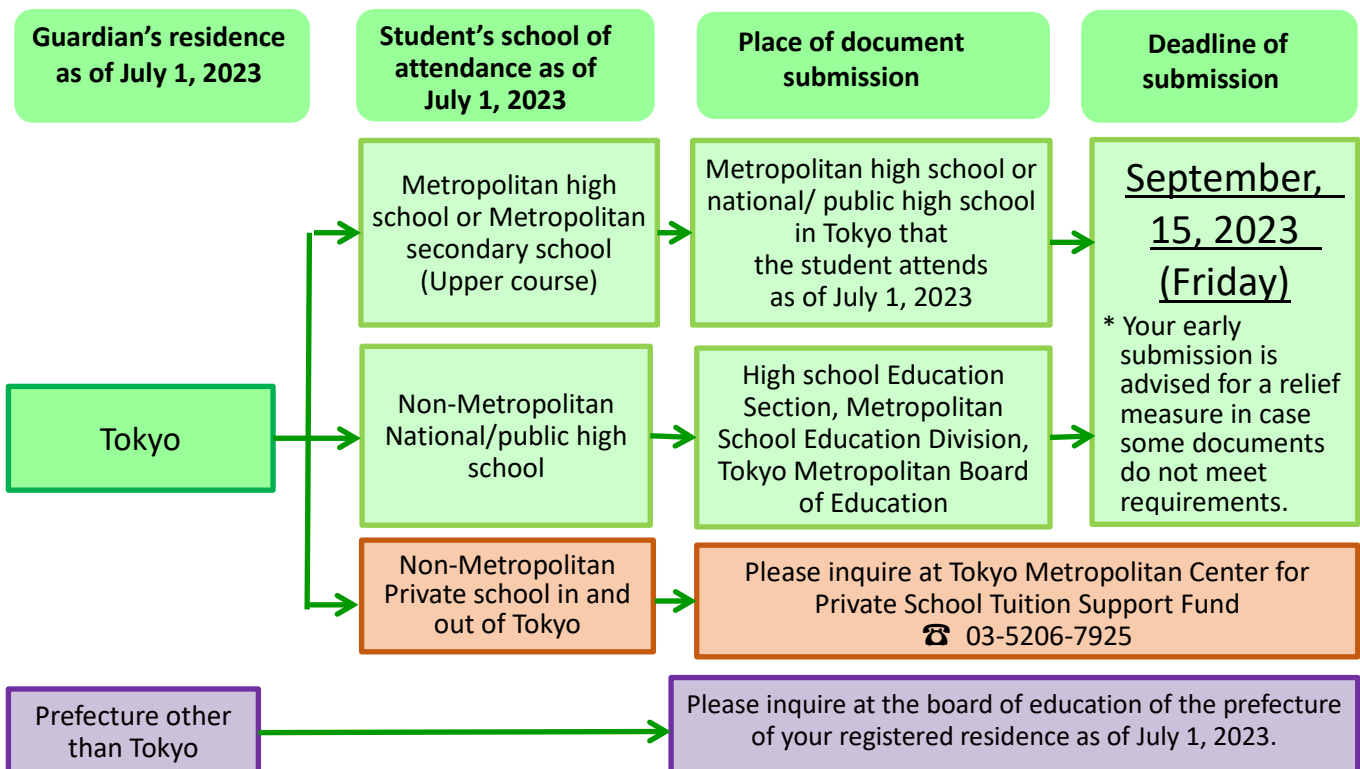 Guardian's residence
as of July 1, 2023
Student's school of
attendance as of
July 1, 2023
Place of document
submission
Deadline of
submission
Tokyo
Metropolitan high
school or Metropolitan
secondary school
(Upper course)
Metropolitan high school or
national/ public high school
in Tokyo that
the student attends
as of July 1, 2023
Non-Metropolitan
National/public high
school
High school Education
Section, Metropolitan
School Education Division,
Tokyo Metropolitan Board
of Education
September,
15, 2023
(Friday)
* Your early
submission is
advised for a relief
measure in case
some documents
do not meet
requirements.
Non-Metropolitan
Private school in and
out of Tokyo
Please inquire at Tokyo Metropolitan Center for
Private School Tuition Support Fund
☎ 03-5206-7925
Prefecture other
than Tokyo
Please inquire at the board of education of the prefecture
of your registered residence as of July 1, 2023.